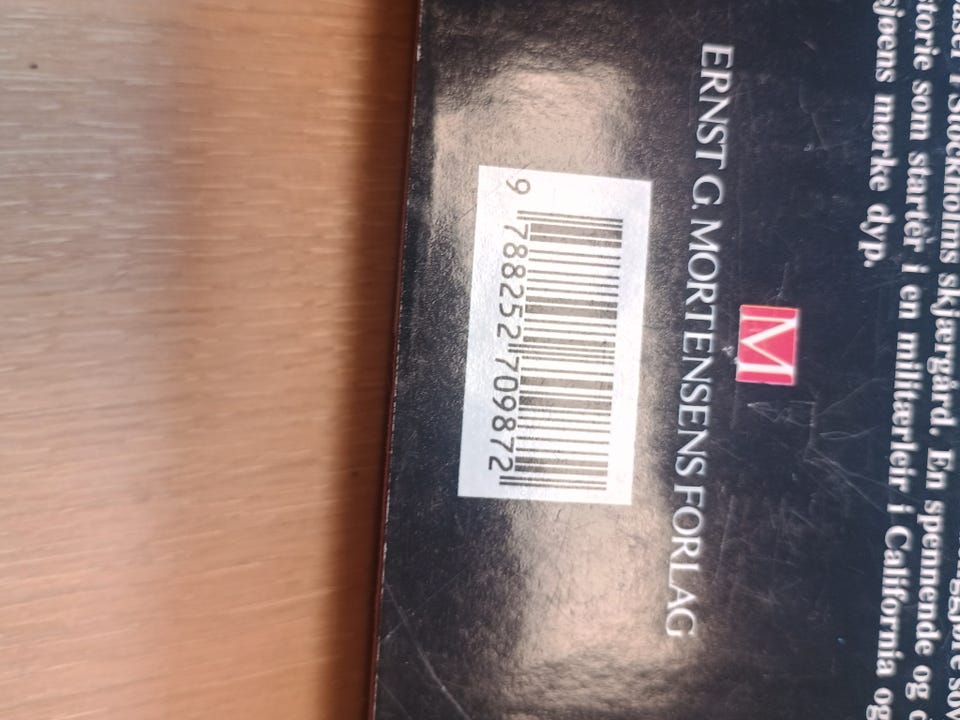 i Stockholms skjærgård. En spennende og
storie som starter i en militærleir i California og
sjøens mørke dyp.
M
ERNST G. MORTENSENS FORLAG
9 788252 709872